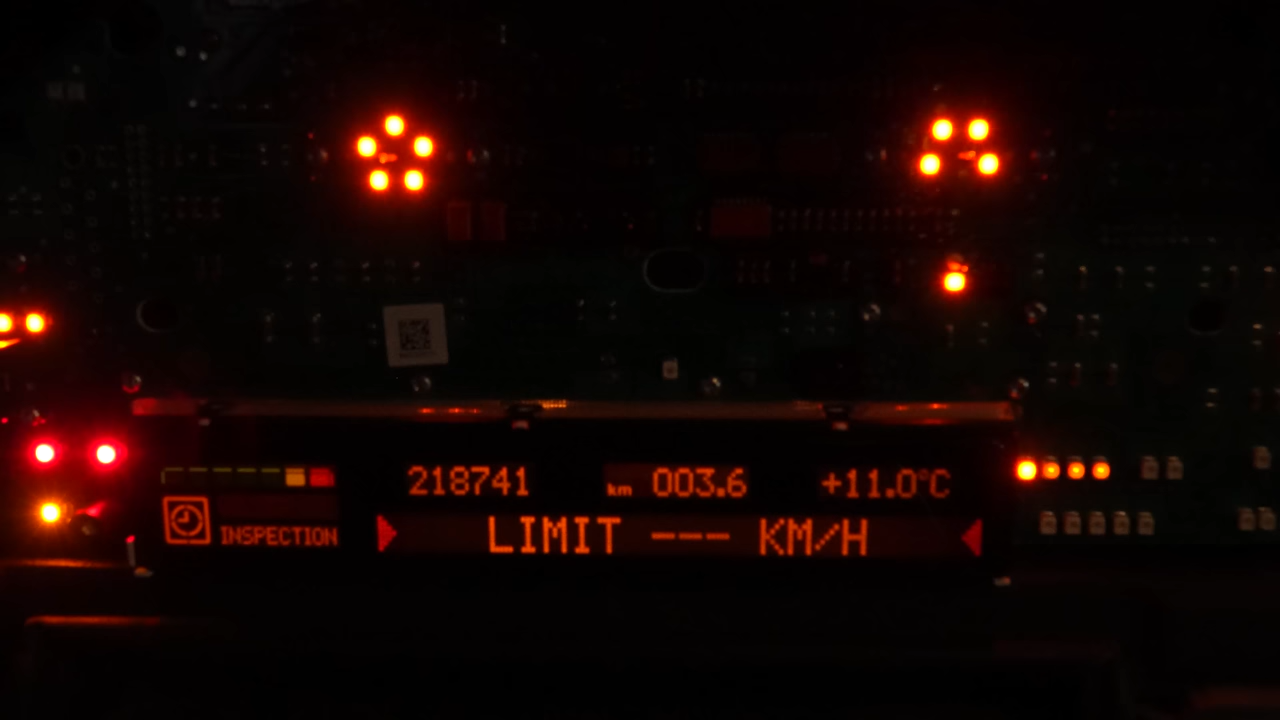 218741 km 003.6 +11.0°C
INSPECTION LIMIT --- KM/H